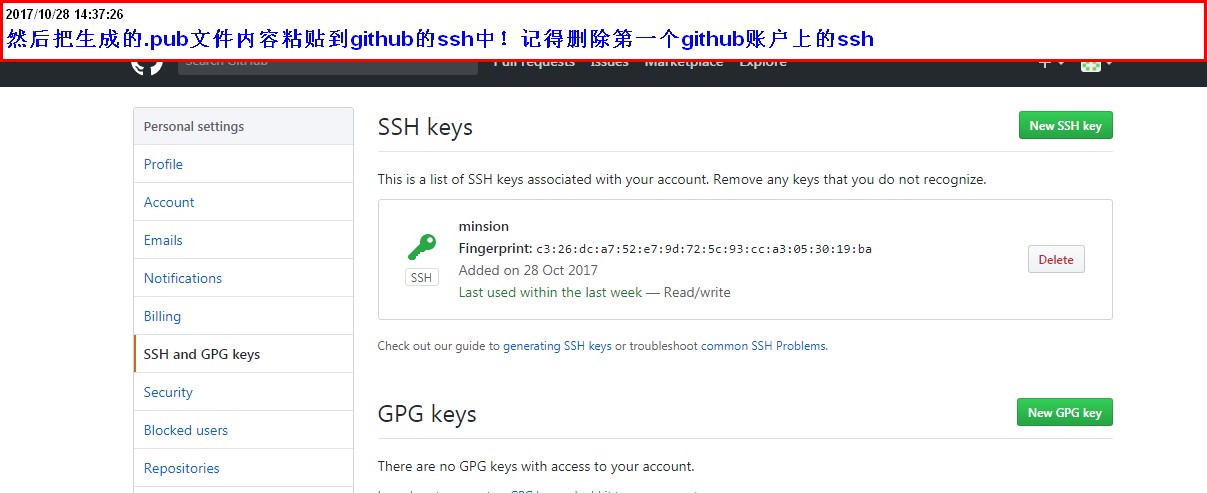 2017/10/28 14:37:26
然后把生成的.pub文件内容粘贴到github的ssh中！记得删除第一个github账户上的ssh
Search GitHub
Pull requests Issues Marketplace Explore
Personal settings
Profile
Account
Emails
Notifications
Billing
SSH and GPG keys
Security
Blocked users
Repositories
SSH keys
New SSH key
This is a list of SSH keys associated with your account. Remove any keys that you do not recognize.
minsion
Fingerprint: c3:26:dc:a7:52:e7:9d:72:5c:93:cc:a3:05:30:19:ba
SSH
Added on 28 Oct 2017
Last used within the last week — Read/write
Delete
Check out our guide to generating SSH keys or troubleshoot common SSH Problems.
GPG keys
New GPG key
There are no GPG keys with access to your account.